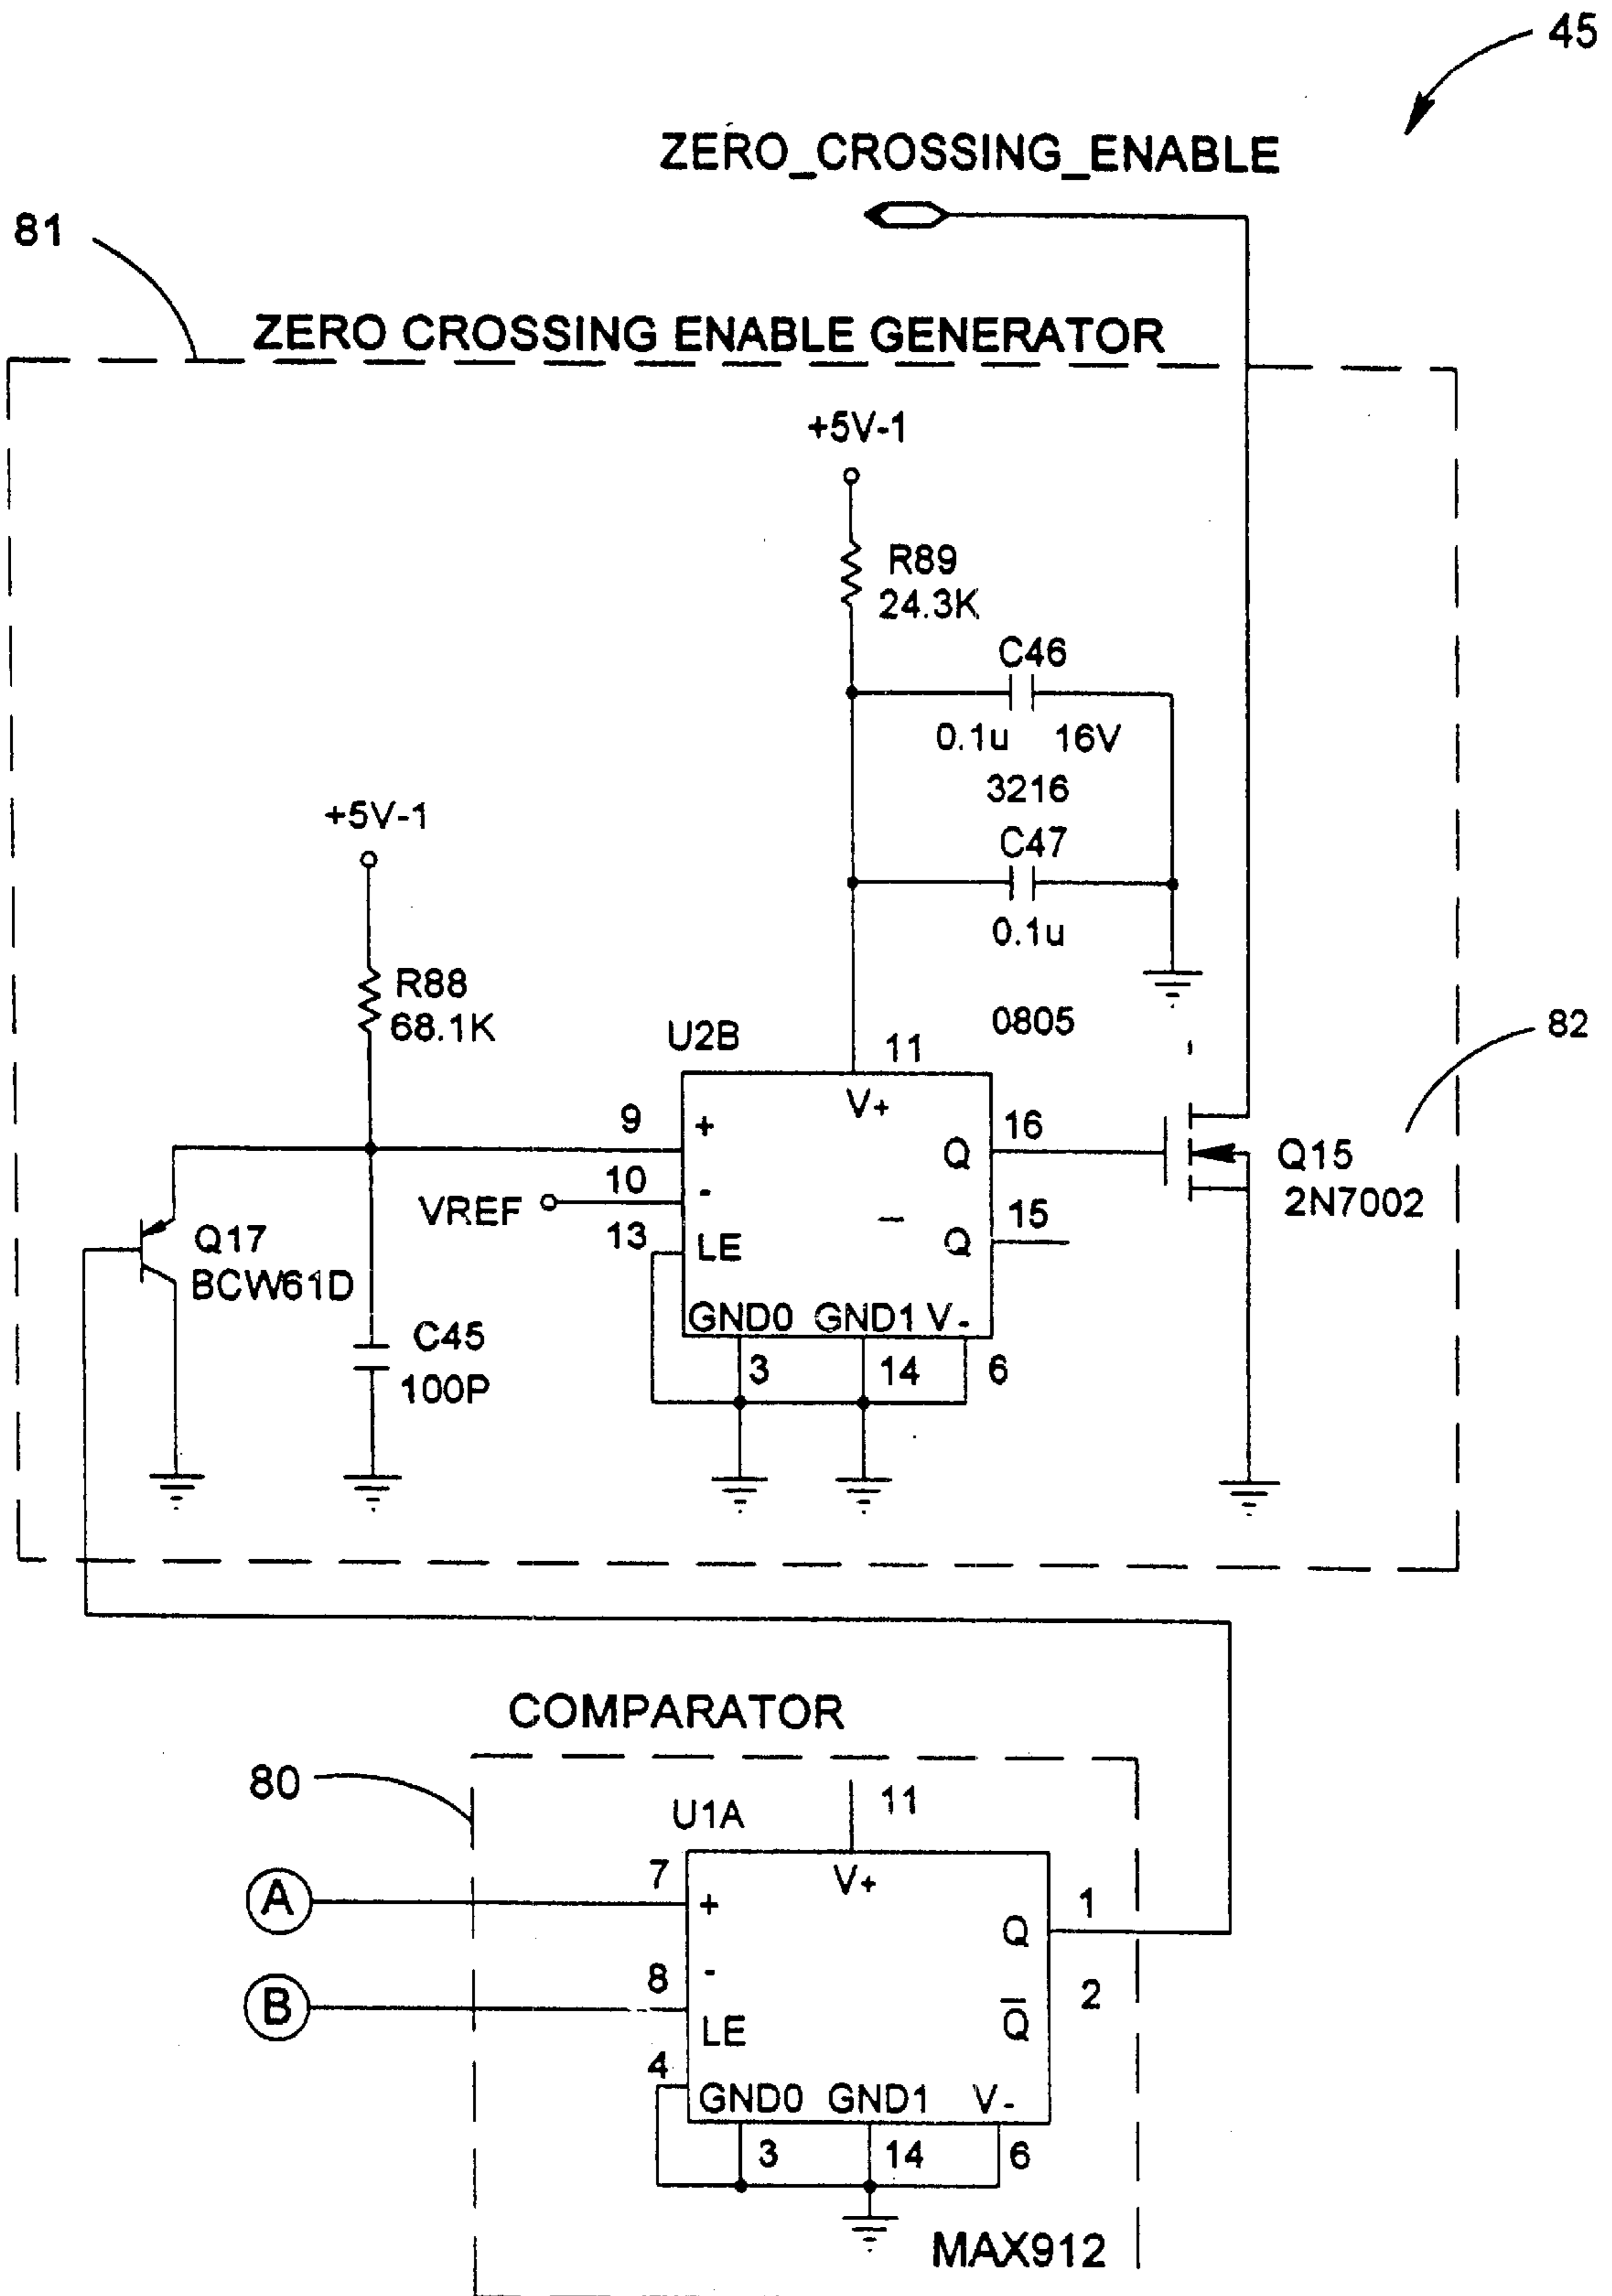 45
ZERO_CROSSING_ENABLE
81
ZERO CROSSING ENABLE GENERATOR
+5V-1
R89
24.3K
C46
0.1u 16V
3216
C47
0.1u
+5V-1
R88
68.1K
0805
82
U2B
11
V+
9
+
16
Q
10
-
VREF
13
LE
15
Q
Q15
2N7002
Q17
BCW61D
GND0 GND1 V-
3
14
6
C45
100P
COMPARATOR
80
U1A
11
V+
A
7
+
1
Q
B
8
-
LE
2
Q̅
4
GND0 GND1 V-
3
14
6
MAX912